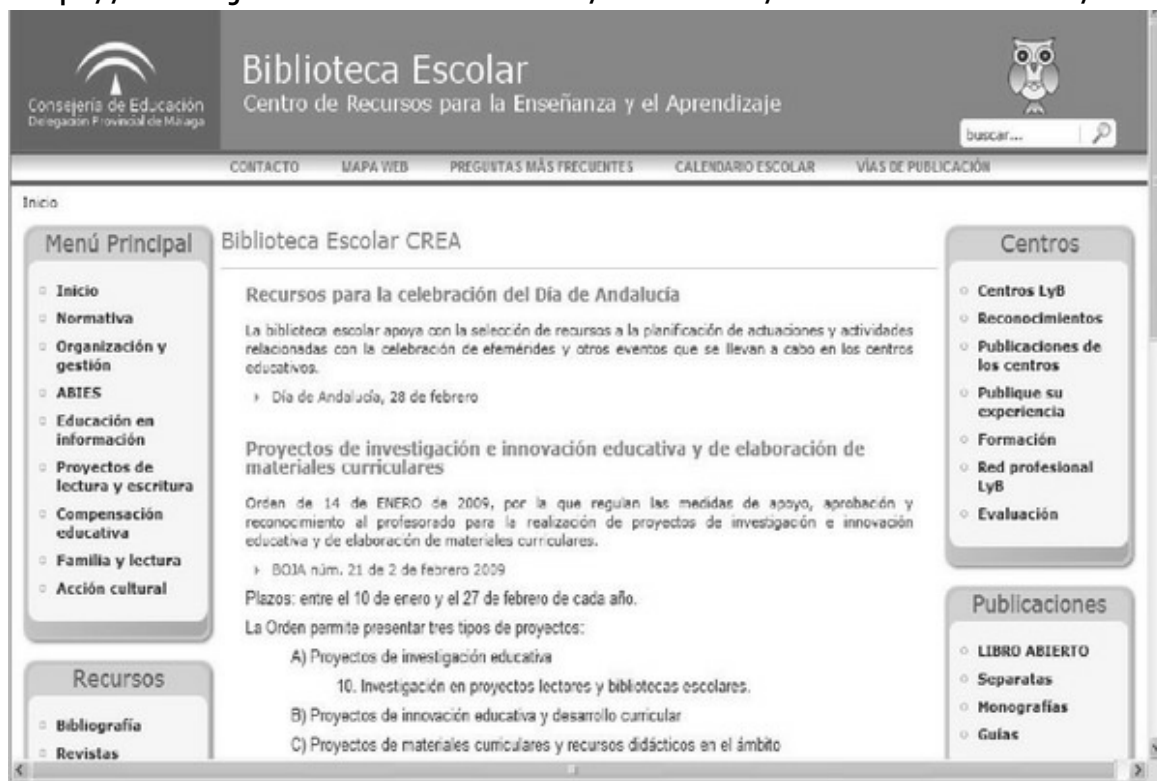 Consejería de Educación
Delegación Provincial de Málaga
Biblioteca Escolar
Centro de Recursos para la Enseñanza y el Aprendizaje
buscar...
CONTACTO MAPA WEB PREGUNTAS MÁS FRECUENTES CALENDARIO ESCOLAR VÍAS DE PUBLICACIÓN
Inicio
Menú Principal
Inicio
Normativa
Organización y
gestión
ABIES
Educación en
información
Proyectos de
lectura y escritura
Compensación
educativa
Familia y lectura
Acción cultural
Recursos
Bibliografía
Revistas
Biblioteca Escolar CREA
Recursos para la celebración del Día de Andalucía
La biblioteca escolar apoya con la selección de recursos a la planificación de actuaciones y actividades
relacionadas con la celebración de efemérides y otros eventos que se llevan a cabo en los centros
educativos.
Día de Andalucía, 28 de febrero
Proyectos de investigación e innovación educativa y de elaboración de
materiales curriculares
Orden de 14 de ENERO de 2009, por la que regulan las medidas de apoyo, aprobación y
reconocimiento al profesorado para la realización de proyectos de investigación e innovación
educativa y de elaboración de materiales curriculares.
BOJA núm. 21 de 2 de febrero 2009
Plazos: entre el 10 de enero y el 27 de febrero de cada año.
La Orden permite presentar tres tipos de proyectos:
A) Proyectos de investigación educativa
10. Investigación en proyectos lectores y bibliotecas escolares.
B) Proyectos de innovación educativa y desarrollo curricular
C) Proyectos de materiales curriculares y recursos didácticos en el ámbito
Centros
Centros LyB
Reconocimientos
Publicaciones de
los centros
Publique su
experiencia
Formación
Red profesional
LyB
Evaluación
Publicaciones
LIBRO ABIERTO
Separatas
Monografías
Guías